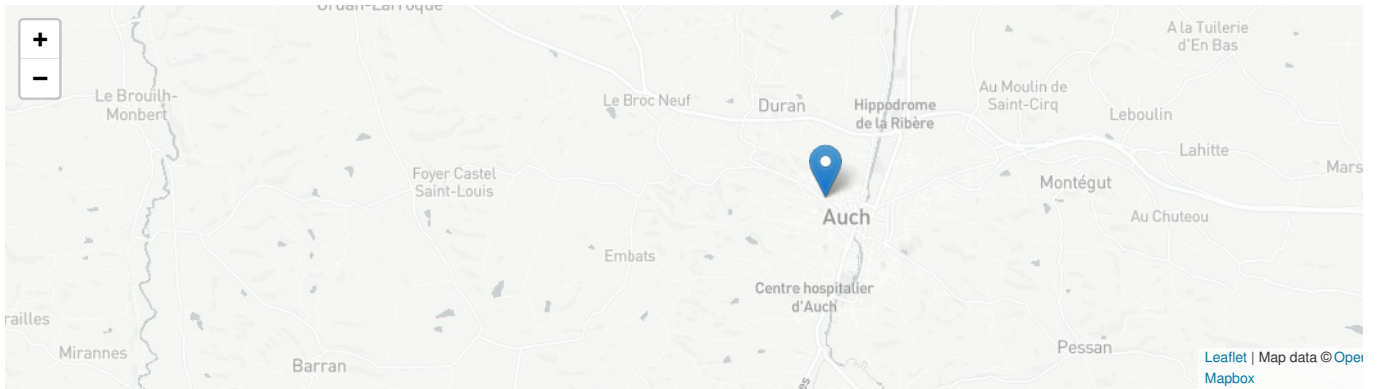 +
−
Ordan-Larroque
A la Tuilerie
d'En Bas
Le Brouilh-
Monbert
Le Broc Neuf
Duran
Hippodrome
de la Ribère
Au Moulin de
Saint-Cirq
Leboulin
Lahitte
Mars
Foyer Castel
Saint-Louis
Montégut
Auch
Au Chuteou
Embats
Centre hospitalier
d'Auch
railles
Mirannes
Barran
Pessan
Leaflet | Map data © Open
Mapbox